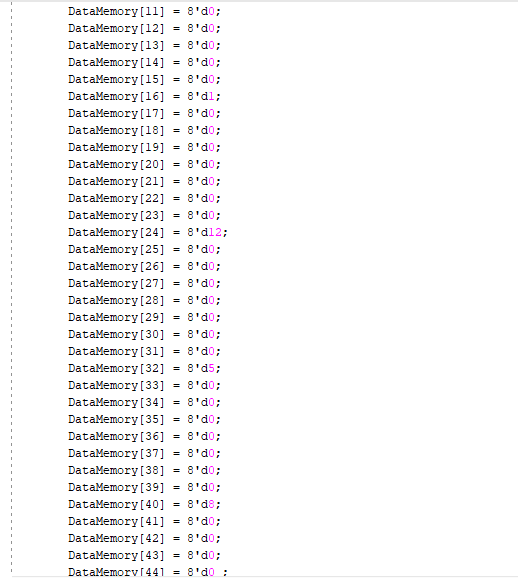 DataMemory[11] = 8'd0;
DataMemory[12] = 8'd0;
DataMemory[13] = 8'd0;
DataMemory[14] = 8'd0;
DataMemory[15] = 8'd0;
DataMemory[16] = 8'd1;
DataMemory[17] = 8'd0;
DataMemory[18] = 8'd0;
DataMemory[19] = 8'd0;
DataMemory[20] = 8'd0;
DataMemory[21] = 8'd0;
DataMemory[22] = 8'd0;
DataMemory[23] = 8'd0;
DataMemory[24] = 8'd12;
DataMemory[25] = 8'd0;
DataMemory[26] = 8'd0;
DataMemory[27] = 8'd0;
DataMemory[28] = 8'd0;
DataMemory[29] = 8'd0;
DataMemory[30] = 8'd0;
DataMemory[31] = 8'd0;
DataMemory[32] = 8'd5;
DataMemory[33] = 8'd0;
DataMemory[34] = 8'd0;
DataMemory[35] = 8'd0;
DataMemory[36] = 8'd0;
DataMemory[37] = 8'd0;
DataMemory[38] = 8'd0;
DataMemory[39] = 8'd0;
DataMemory[40] = 8'd8;
DataMemory[41] = 8'd0;
DataMemory[42] = 8'd0;
DataMemory[43] = 8'd0;
DataMemory[44] = 8'd0 ;